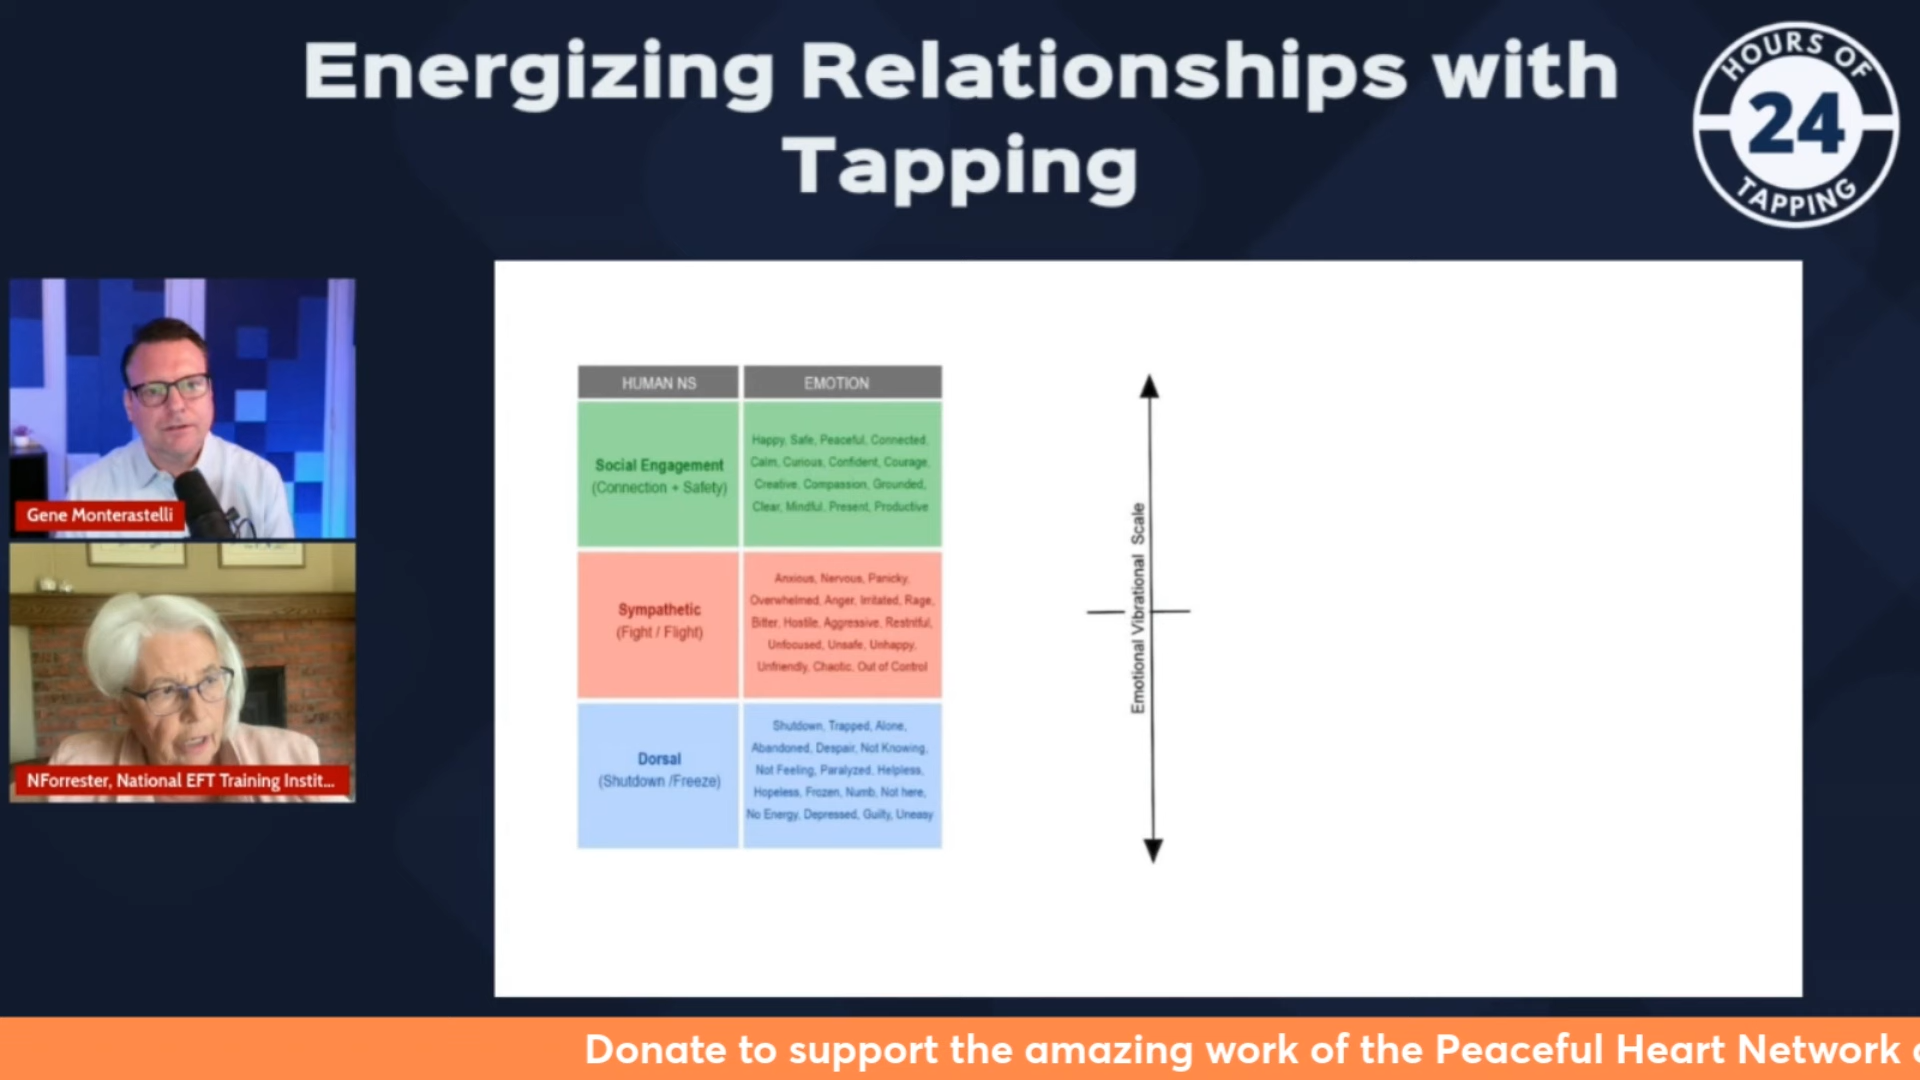 Energizing Relationships with
Tapping
HOURS OF
24
TAPPING
Gene Monterastelli
NForrester, National EFT Training Instit...
HUMAN NS
EMOTION
Social Engagement
(Connection + Safety)
Happy, Safe, Peaceful, Connected,
Calm, Curious, Confident, Courage,
Creative, Compassion, Grounded,
Clear, Mindful, Present, Productive
Sympathetic
(Fight / Flight)
Anxious, Nervous, Panicky,
Overwhelmed, Anger, Irritated, Rage,
Bitter, Hostile, Aggressive, Restnful,
Unfocused, Unsafe, Unhappy,
Unfriendly, Chaotic, Out of Control
Dorsal
(Shutdown /Freeze)
Shutdown, Trapped, Alone,
Abandoned, Despair, Not Knowing,
Not Feeling, Paralyzed, Helpless,
Hopeless, Frozen, Numb, Not here,
No Energy, Depressed, Guilty, Uneasy
Emotional Vibrational Scale
Donate to support the amazing work of the Peaceful Heart Network